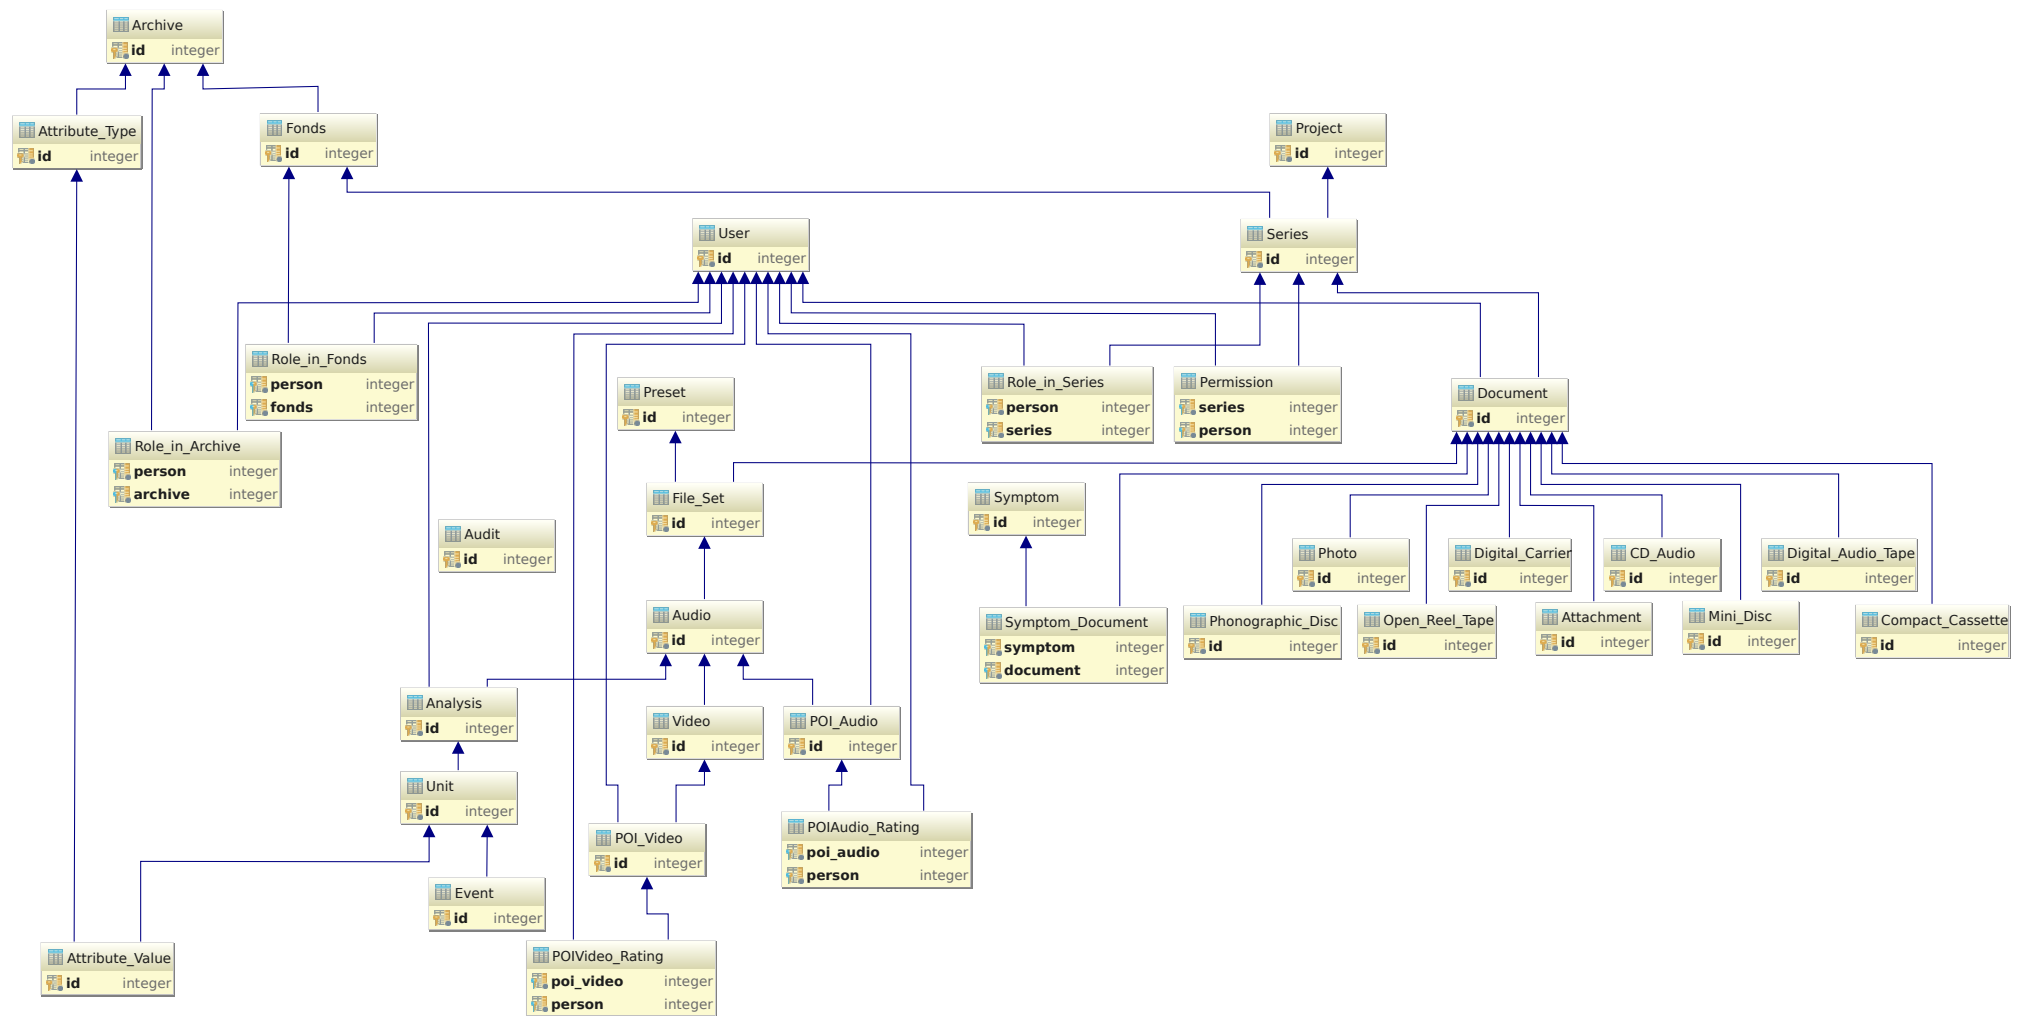 Archive
id integer
Attribute_Type
id integer
Fonds
id integer
Project
id integer
User
id integer
Series
id integer
Role_in_Fonds
person integer
fonds integer
Role_in_Archive
person integer
archive integer
Preset
id integer
Role_in_Series
person integer
series integer
Permission
series integer
person integer
Document
id integer
File_Set
id integer
Symptom
id integer
Audit
id integer
Photo
id integer
Digital_Carrier
id integer
CD_Audio
id integer
Digital_Audio_Tape
id integer
Audio
id integer
Symptom_Document
symptom integer
document integer
Phonographic_Disc
id integer
Open_Reel_Tape
id integer
Attachment
id integer
Mini_Disc
id integer
Compact_Cassette
id integer
Analysis
id integer
Video
id integer
POI_Audio
id integer
Unit
id integer
POI_Video
id integer
POIAudio_Rating
poi_audio integer
person integer
Event
id integer
Attribute_Value
id integer
POIVideo_Rating
poi_video integer
person integer